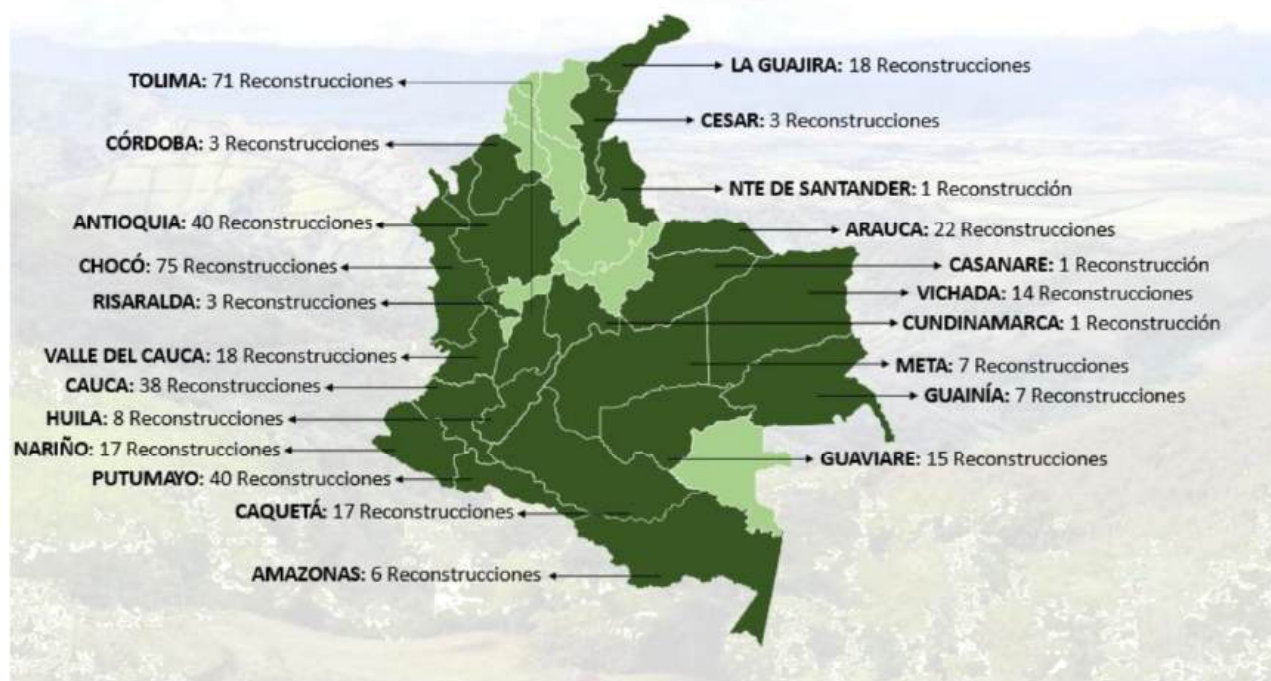 TOLIMA: 71 Reconstrucciones
CÓRDOBA: 3 Reconstrucciones
ANTIOQUIA: 40 Reconstrucciones
CHOCÓ: 75 Reconstrucciones
RISARALDA: 3 Reconstrucciones
VALLE DEL CAUCA: 18 Reconstrucciones
CAUCA: 38 Reconstrucciones
HUILA: 8 Reconstrucciones
NARIÑO: 17 Reconstrucciones
PUTUMAYO: 40 Reconstrucciones
CAQUETÁ: 17 Reconstrucciones
AMAZONAS: 6 Reconstrucciones
LA GUAJIRA: 18 Reconstrucciones
CESAR: 3 Reconstrucciones
NTE DE SANTANDER: 1 Reconstrucción
ARAUCA: 22 Reconstrucciones
CASANARE: 1 Reconstrucción
VICHADA: 14 Reconstrucciones
CUNDINAMARCA: 1 Reconstrucción
META: 7 Reconstrucciones
GUAINÍA: 7 Reconstrucciones
GUAVIARE: 15 Reconstrucciones